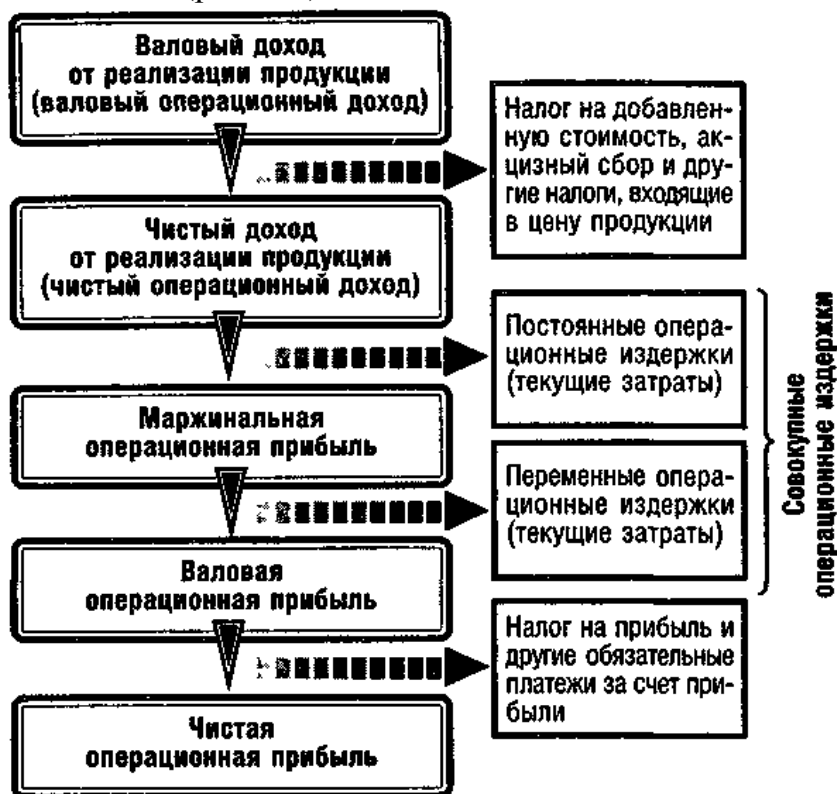 Валовый доход
от реализации продукции
(валовый операционный доход)
Налог на добавлен-
ную стоимость, ак-
цизный сбор и дру-
гие налоги, входящие
в цену продукции
Чистый доход
от реализации продукции
(чистый операционный доход)
Постоянные опера-
ционные издержки
(текущие затраты)
Маржинальная
операционная прибыль
Переменные опера-
ционные издержки
(текущие затраты)
Совокупные
операционные издержки
Валовая
операционная прибыль
Налог на прибыль и
другие обязательные
платежи за счет при-
были
Чистая
операционная прибыль